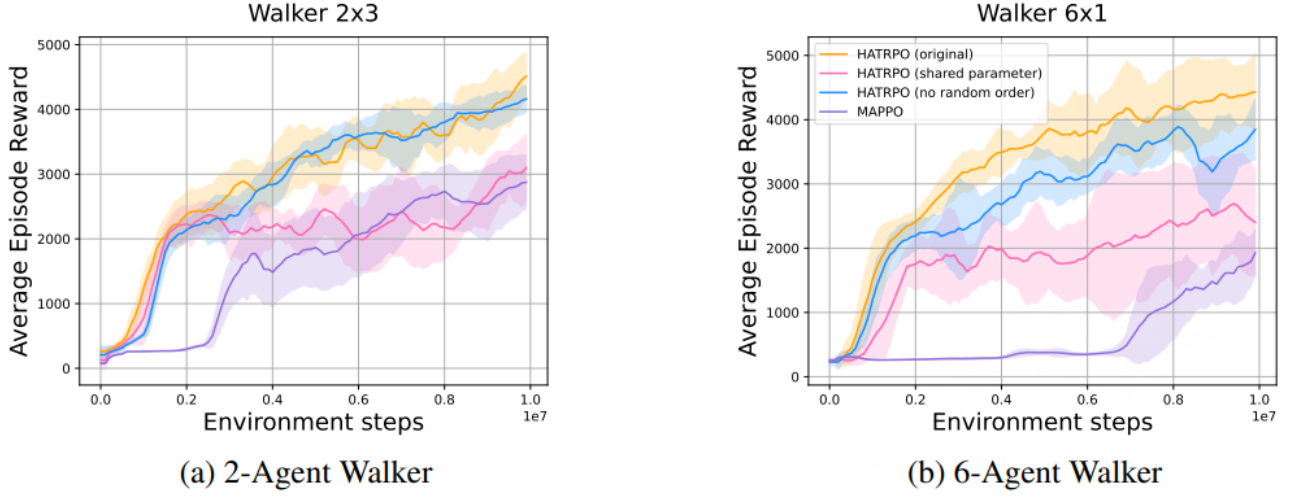 Walker 2x3
Average Episode Reward
5000
4000
3000
2000
1000
0
0.0 0.2 0.4 0.6 0.8 1.0
1e7
Environment steps
(a) 2-Agent Walker
Walker 6x1
Average Episode Reward
5000
4000
3000
2000
1000
0
HATRPO (original)
HATRPO (shared parameter)
HATRPO (no random order)
MAPPO
0.0 0.2 0.4 0.6 0.8 1.0
1e7
Environment steps
(b) 6-Agent Walker